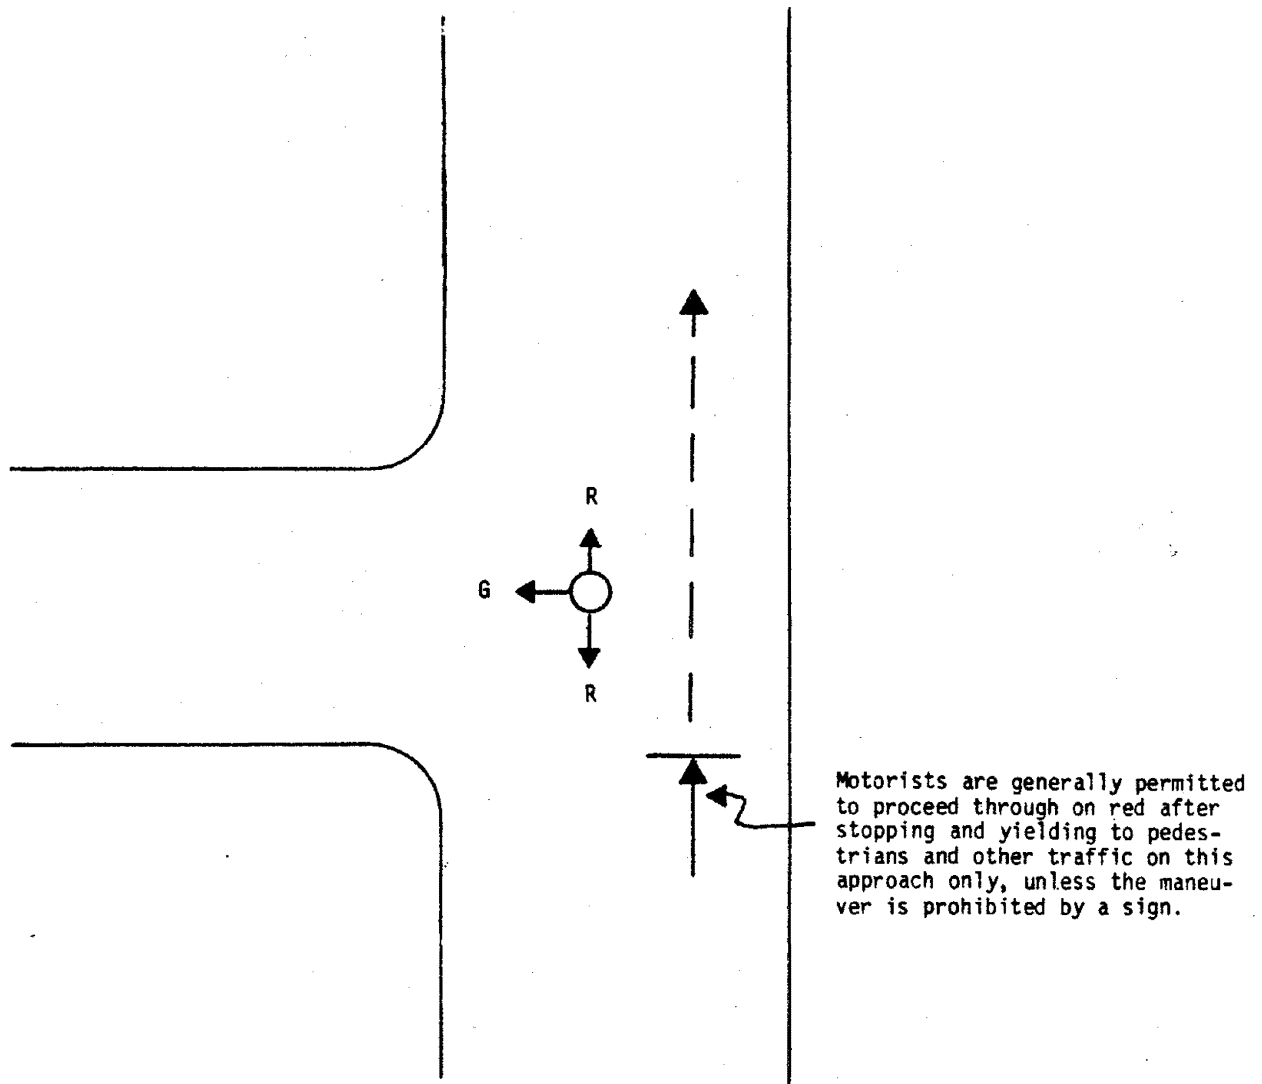 R
G
R
Motorists are generally permitted
to proceed through on red after
stopping and yielding to pedes-
trians and other traffic on this
approach only, unless the maneu-
ver is prohibited by a sign.